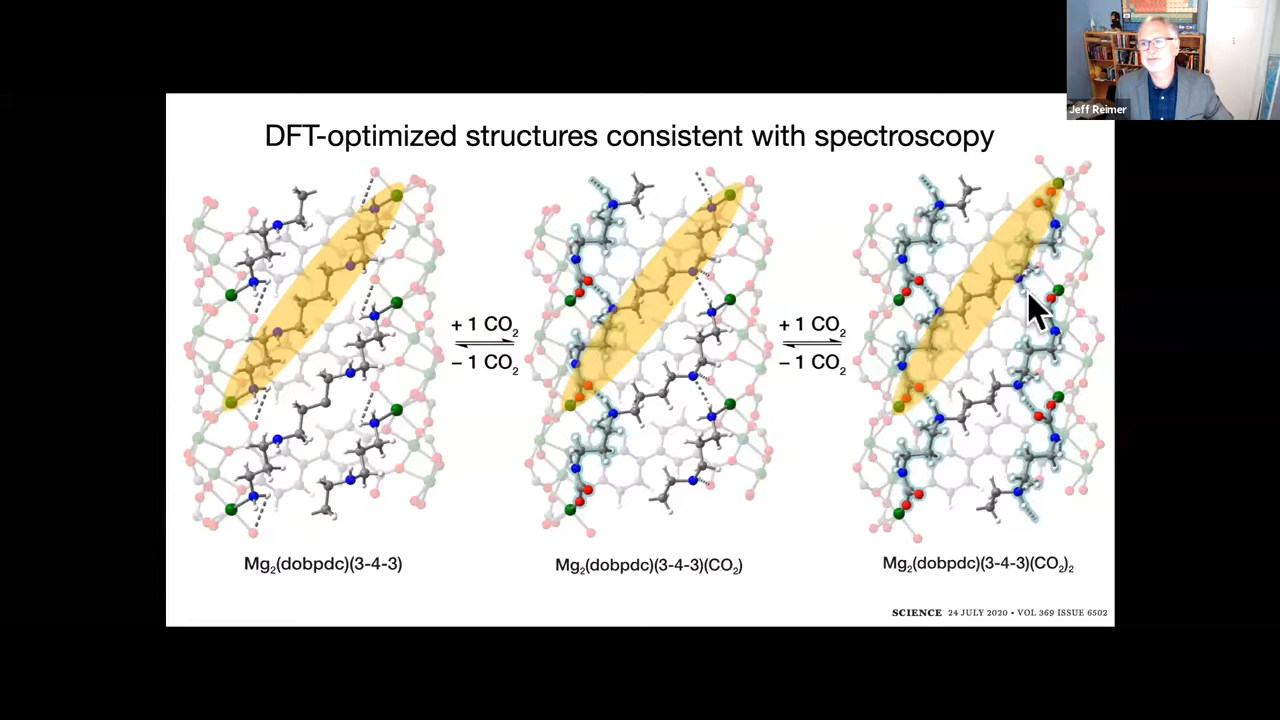 Jeff Reimer
DFT-optimized structures consistent with spectroscopy
+ 1 CO₂
− 1 CO₂
+ 1 CO₂
− 1 CO₂
Mg₂(dobpdc)(3-4-3)
Mg₂(dobpdc)(3-4-3)(CO₂)
Mg₂(dobpdc)(3-4-3)(CO₂)₂
SCIENCE 24 JULY 2020 • VOL 369 ISSUE 6502